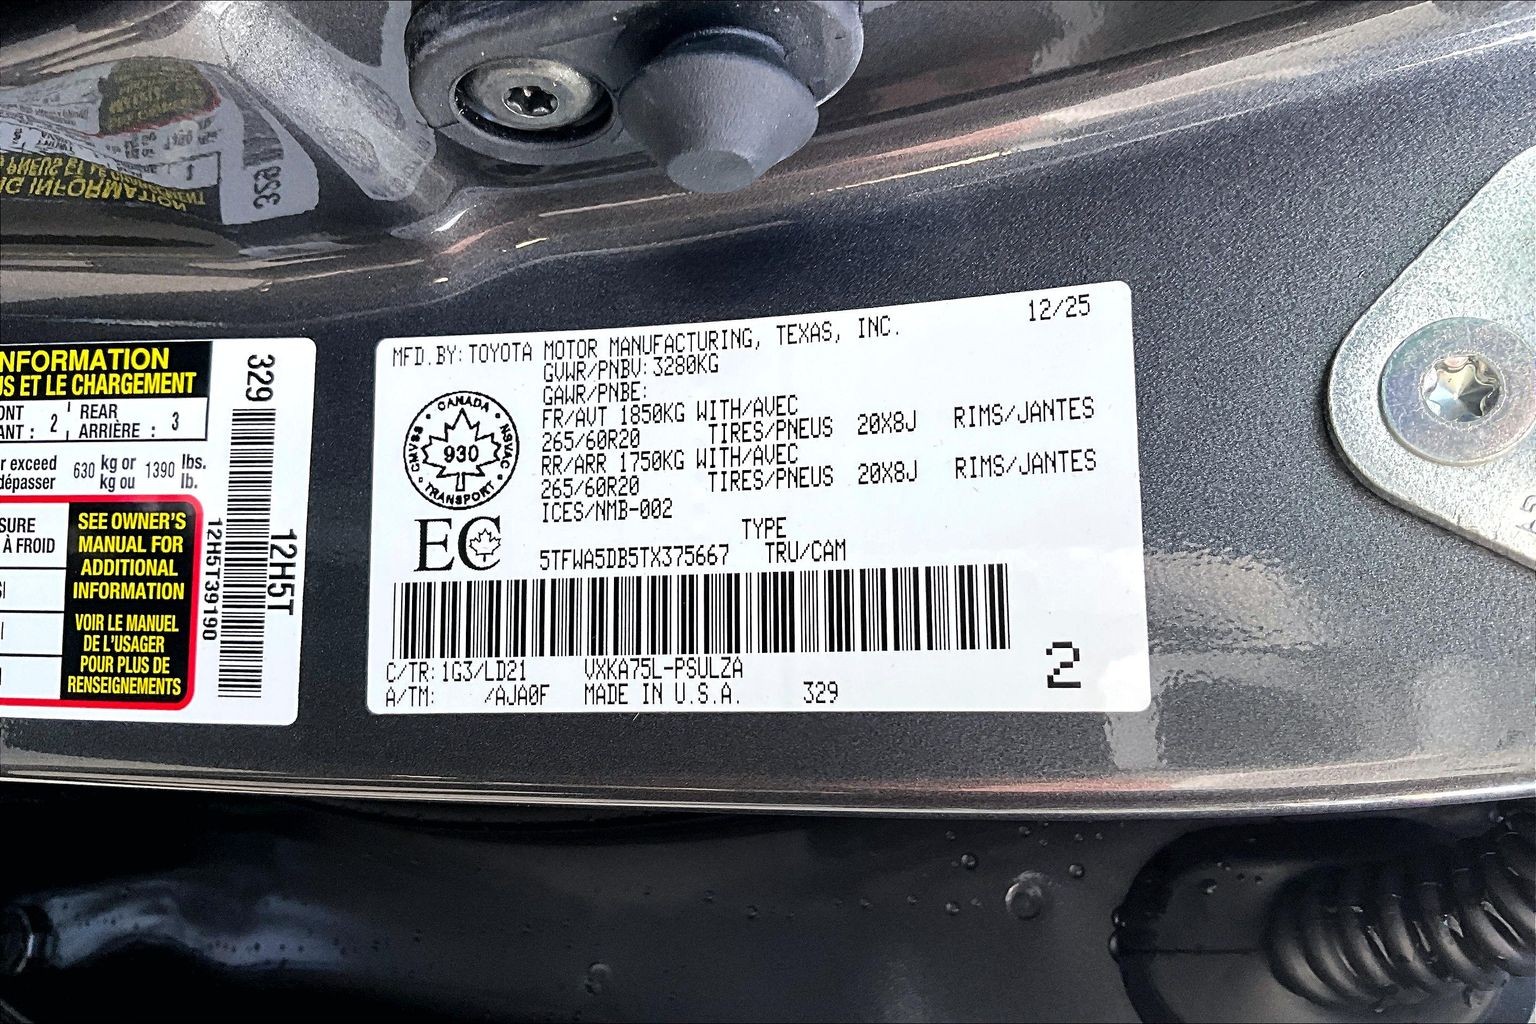 NFORMATION
US ET LE CHARGEMENT
ONT
ANT : 2
REAR
ARRIÈRE : 3
r exceed 630 kg or 1390 lbs.
dépasser kg ou lb.
SURE
À FROID
SEE OWNER'S
MANUAL FOR
ADDITIONAL
INFORMATION
VOIR LE MANUEL
DE L'USAGER
POUR PLUS DE
RENSEIGNEMENTS
329
12H5T39190
12H5T
12/25
MFD.BY:TOYOTA MOTOR MANUFACTURING, TEXAS, INC.
GVWR/PNBV:3280KG
GAWR/PNBE:
FR/AVT 1850KG WITH/AVEC
265/60R20 TIRES/PNEUS 20X8J RIMS/JANTES
RR/ARR 1750KG WITH/AVEC
265/60R20 TIRES/PNEUS 20X8J RIMS/JANTES
ICES/NMB-002
CANADA
CMVSS NSVAC
930
TRANSPORT
EC
TYPE
5TFWA5DB5TX375667 TRU/CAM
C/TR:1G3/LD21 VXKA75L-PSULZA
A/TM: /AJA0F MADE IN U.S.A. 329
2